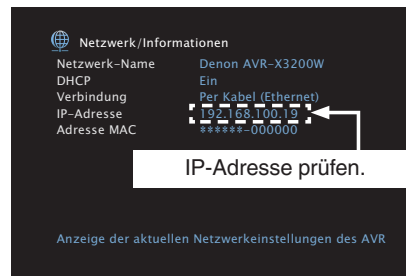 Netzwerk/Informationen
Netzwerk-Name Denon AVR-X3200W
DHCP Ein
Verbindung Per Kabel (Ethernet)
IP-Adresse 192.168.100.19
Adresse MAC ******-000000
IP-Adresse prüfen.
Anzeige der aktuellen Netzwerkeinstellungen des AVR